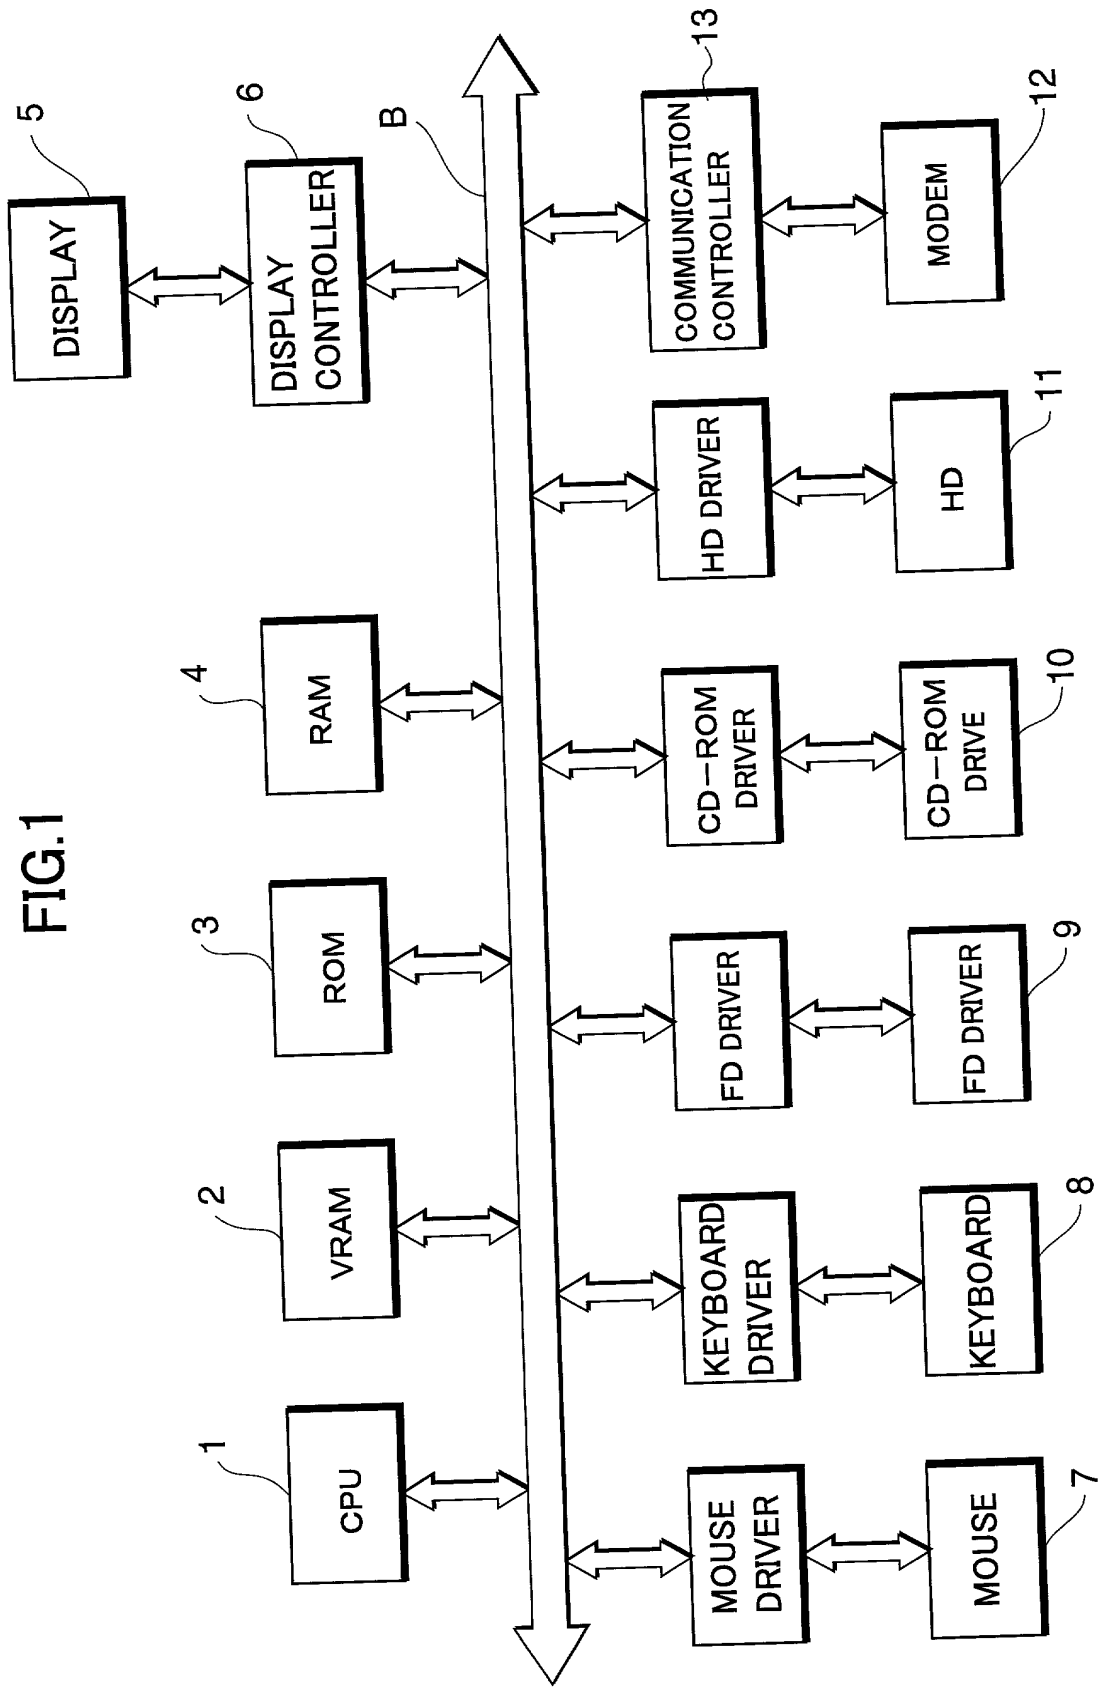 FIG.1
5
DISPLAY
6
DISPLAY
CONTROLLER
B
1
CPU
2
VRAM
3
ROM
4
RAM
MOUSE
DRIVER
KEYBOARD
DRIVER
FD DRIVER
CD-ROM
DRIVER
HD DRIVER
13
COMMUNICATION
CONTROLLER
MOUSE
7
KEYBOARD
8
FD DRIVER
9
CD-ROM
DRIVE
10
HD
11
MODEM
12